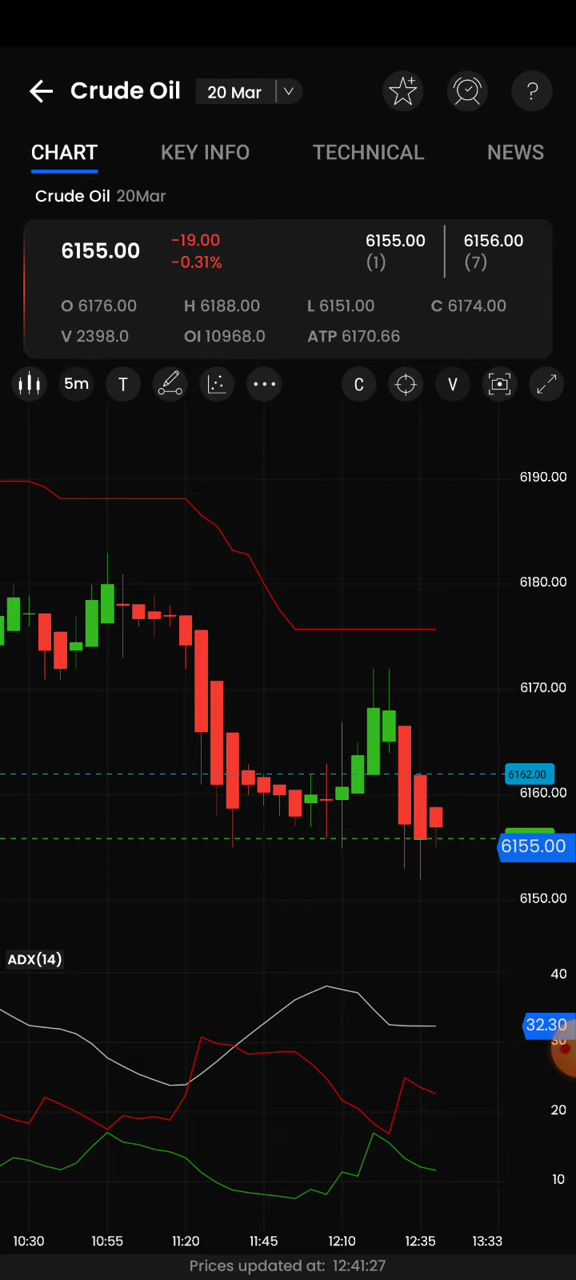 Crude Oil 20 Mar
CHART KEY INFO TECHNICAL NEWS
Crude Oil 20Mar
6155.00 -19.00 6155.00 6156.00
-0.31% (1) (7)
O 6176.00 H 6188.00 L 6151.00 C 6174.00
V 2398.0 OI 10968.0 ATP 6170.66
5m T C V
6190.00
6180.00
6170.00
6162.00
6160.00
6155.00
6150.00
ADX(14)
40
32.30
30
20
10
10:30 10:55 11:20 11:45 12:10 12:35 13:33
Prices updated at: 12:41:27